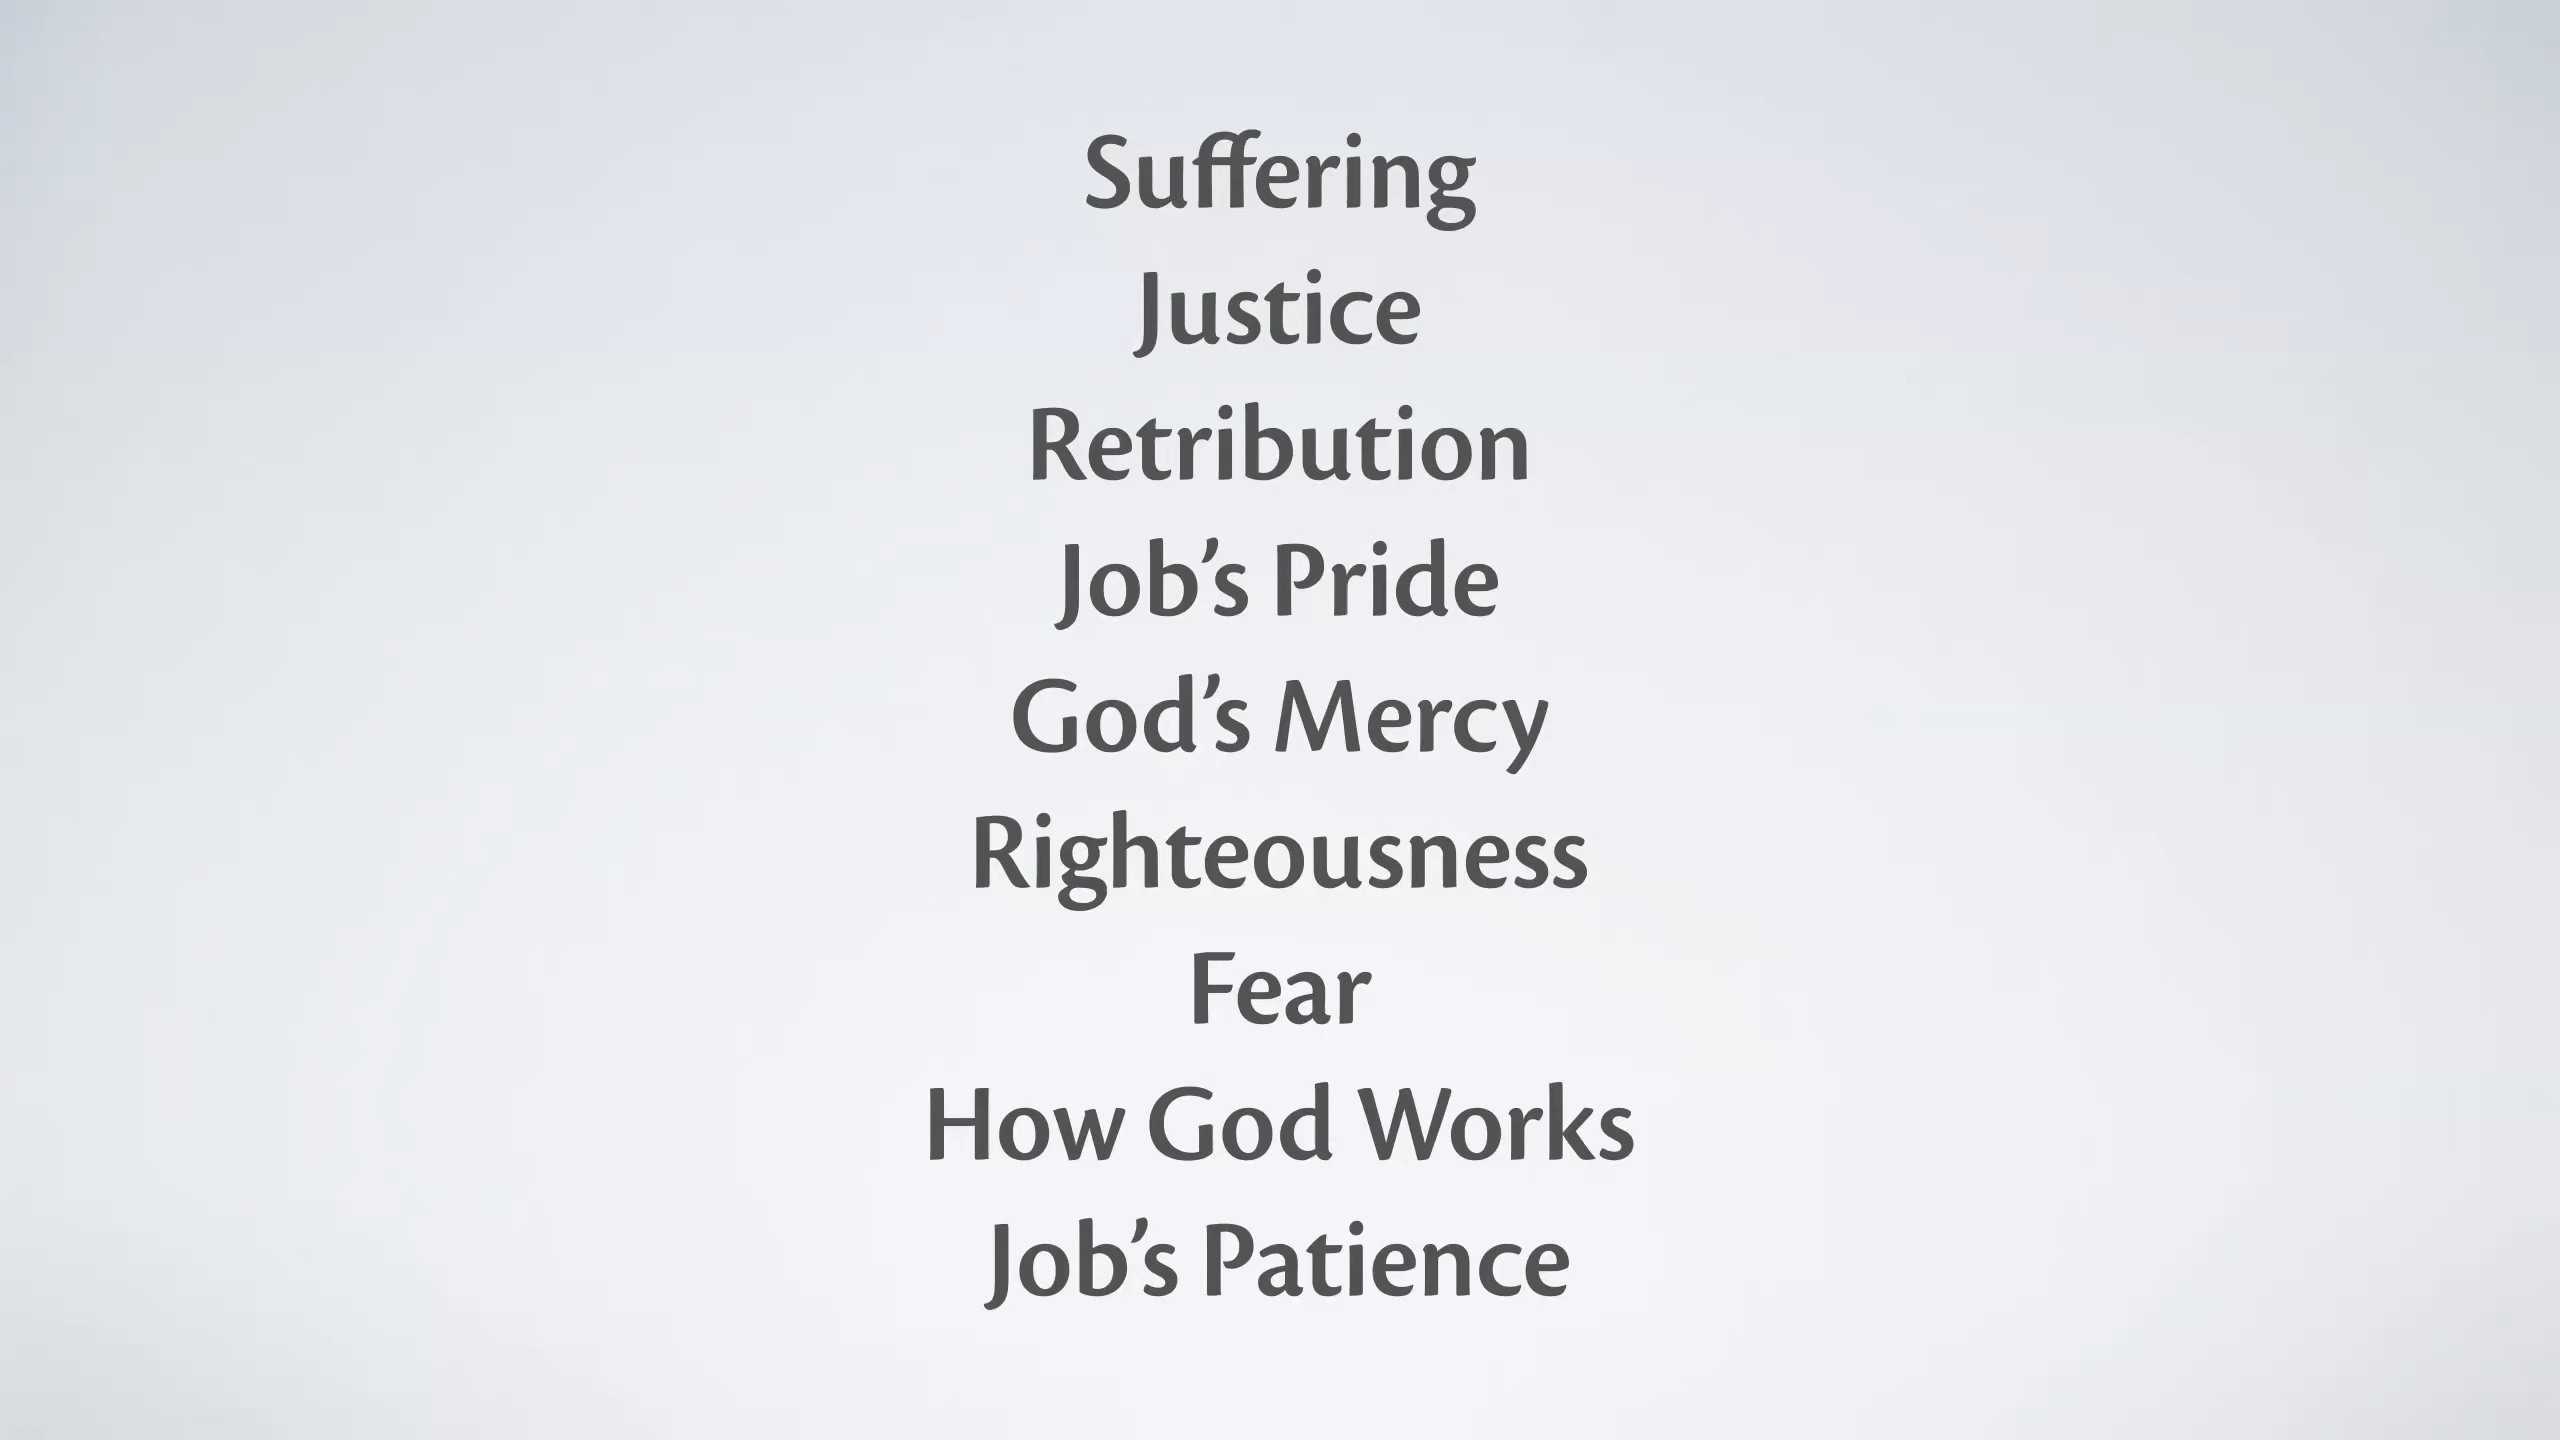 Suffering
Justice
Retribution
Job’s Pride
God’s Mercy
Righteousness
Fear
How God Works
Job’s Patience